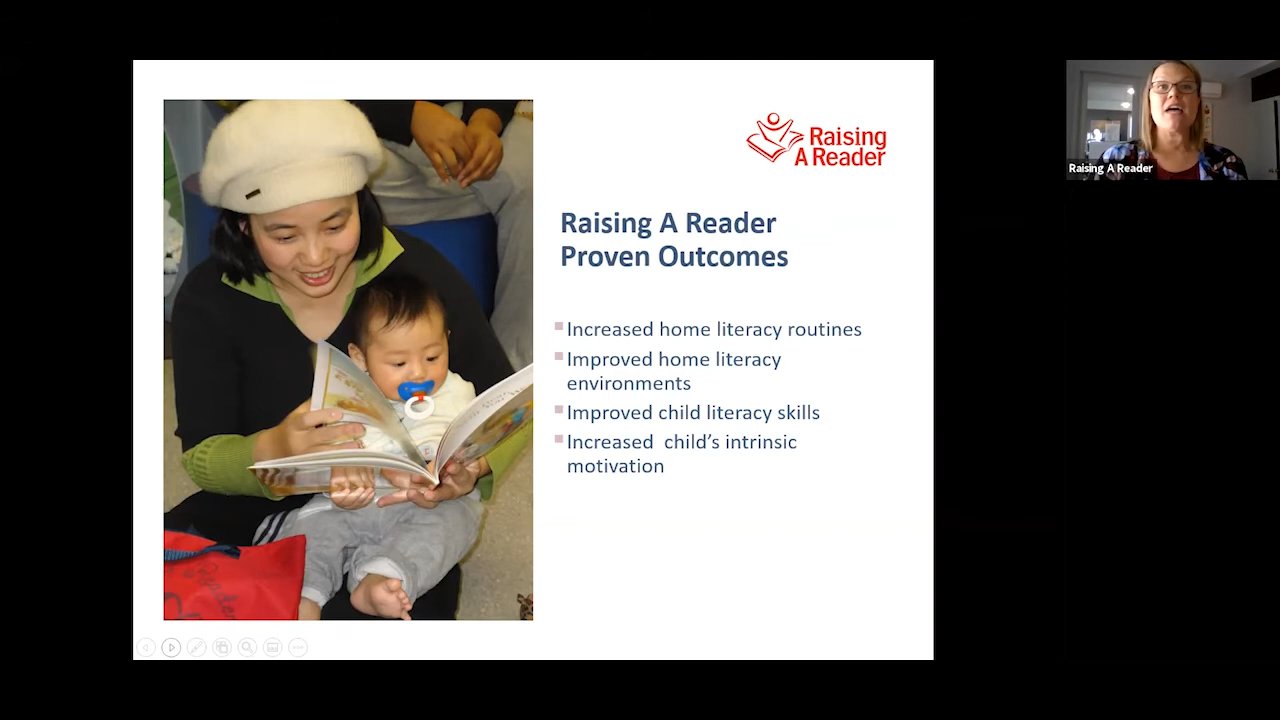 Raising
A Reader
Raising A Reader
Raising A Reader
Proven Outcomes
Increased home literacy routines
Improved home literacy
environments
Improved child literacy skills
Increased  child’s intrinsic
motivation
Reader